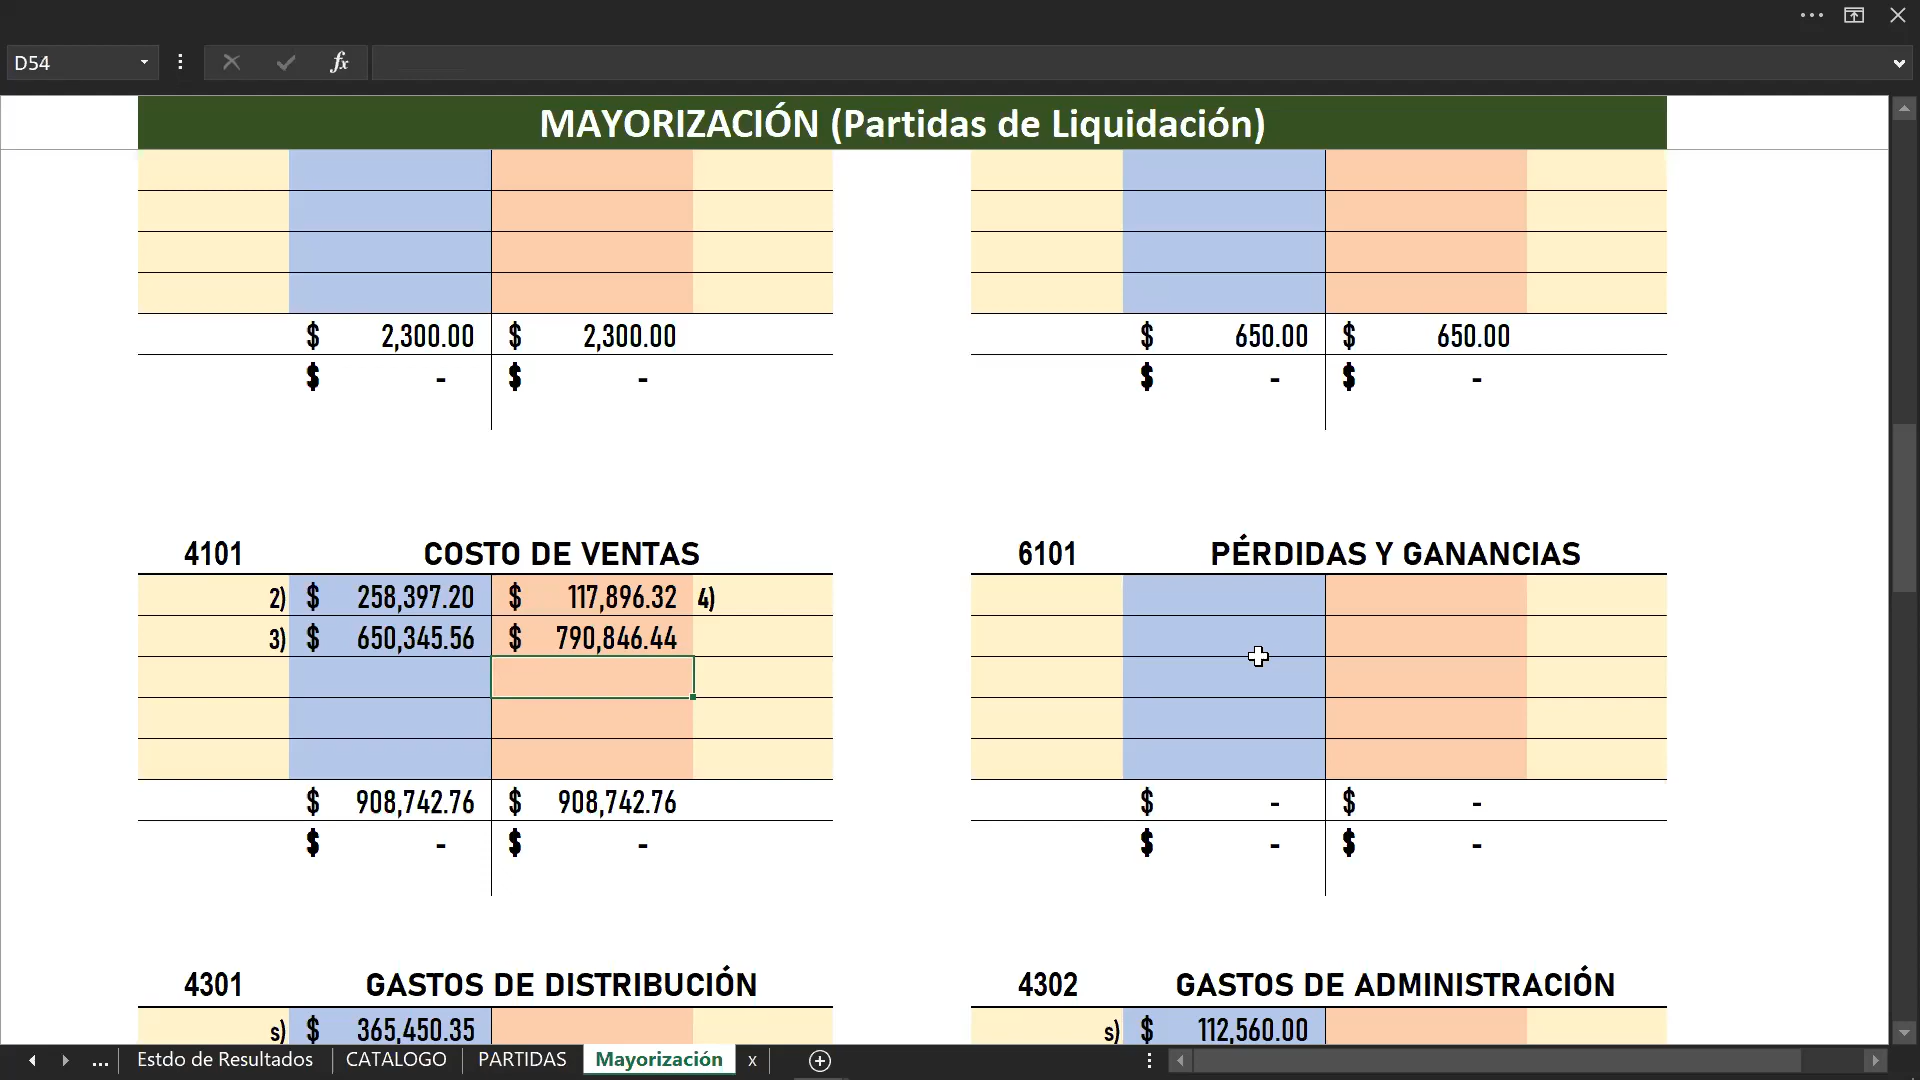 D54
fx
MAYORIZACIÓN (Partidas de Liquidación)
$ 2,300.00 $ 2,300.00
$ - $ -
$ 650.00 $ 650.00
$ - $ -
4101 COSTO DE VENTAS
2) $ 258,397.20 $ 117,896.32 4)
3) $ 650,345.56 $ 790,846.44
$ 908,742.76 $ 908,742.76
$ - $ -
6101 PÉRDIDAS Y GANANCIAS
$ - $ -
$ - $ -
4301 GASTOS DE DISTRIBUCIÓN
s) $ 365,450.35
4302 GASTOS DE ADMINISTRACIÓN
s) $ 112,560.00
... Estdo de Resultados CATALOGO PARTIDAS Mayorización x